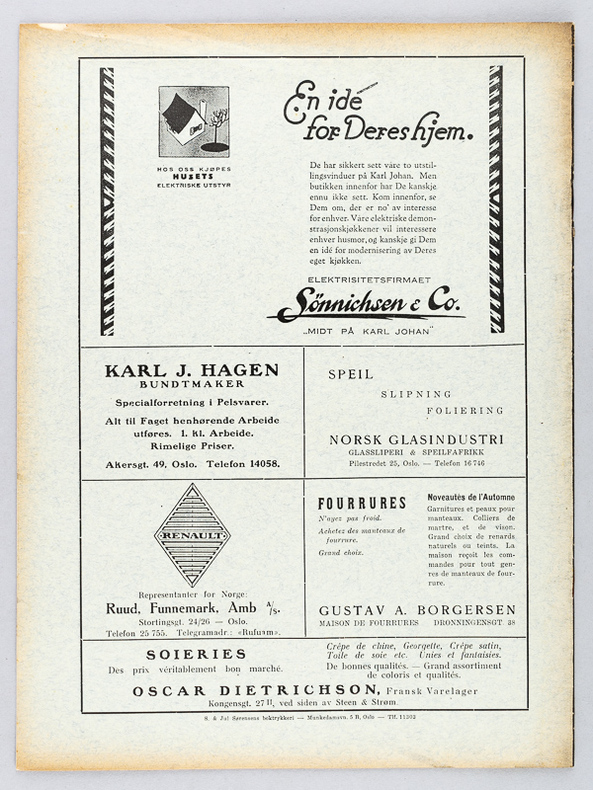 En idé
for Deres hjem.
HOS OSS KJØPES
HUSETS
ELEKTRISKE UTSTYR
De har sikkert sett våre to utstil-
lingsvinduer på Karl Johan. Men
butikken innenfor har De kanskje
ennu ikke sett. Kom innenfor, se
Dem om, der er no' av interesse
for enhver. Våre elektriske demon-
strasjonskjøkkener vil interessere
enhver husmor, og kanskje gi Dem
en idé for modernisering av Deres
eget kjøkken.
ELEKTRISITETSFIRMAET
Sönnichsen & Co.
„MIDT PÅ KARL JOHAN"
KARL J. HAGEN
BUNDTMAKER
Specialforretning i Pelsvarer.
Alt til Faget henhørende Arbeide
utføres. 1. kl. Arbeide.
Rimelige Priser.
Akersgt. 49, Oslo. Telefon 14058.
SPEIL
SLIPNING
FOLIERING
NORSK GLASINDUSTRI
GLASSLIPERI & SPEILFAFRIKK
Pilestredet 25, Oslo. — Telefon 16746
RENAULT
Representanter for Norge:
Ruud, Funnemark, Amb A/S.
Stortingsgt. 24/26 — Oslo.
Telefon 25 755. Telegramadr.: «Rufuam».
FOURRURES
N'ayez pas froid.
Achetez des manteaux de
fourrure.
Grand choix.
Noveautès de l'Automne
Garnitures et peaux pour
manteaux. Colliers de
martre, et de vison.
Grand choix de renards
naturels ou teints. La
maison reçoit les com-
mandes pour tout gen-
res de manteaux de four-
rure.
GUSTAV A. BORGERSEN
MAISON DE FOURRURES DRONNINGENSGT. 38
SOIERIES
Des prix véritablement bon marché.
Crêpe de chine, Georgette, Crêpe satin,
Toile de soie etc. Unies et fantaisies.
De bonnes qualités. — Grand assortiment
de coloris et qualités.
OSCAR DIETRICHSON, Fransk Varelager
Kongensgt. 27 II, ved siden av Steen & Strøm
S. & Jul Sørensens boktrykkeri — Munkedamsvn. 5 B, Oslo — Tlf. 11303